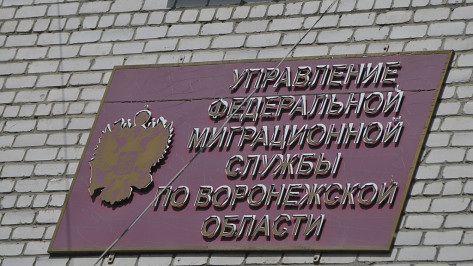 УПРАВЛЕНИЕ
ФЕДЕРАЛЬНОЙ
МИГРАЦИОННОЙ
СЛУЖБЫ
ПО ВОРОНЕЖСКОЙ
ОБЛАСТИ